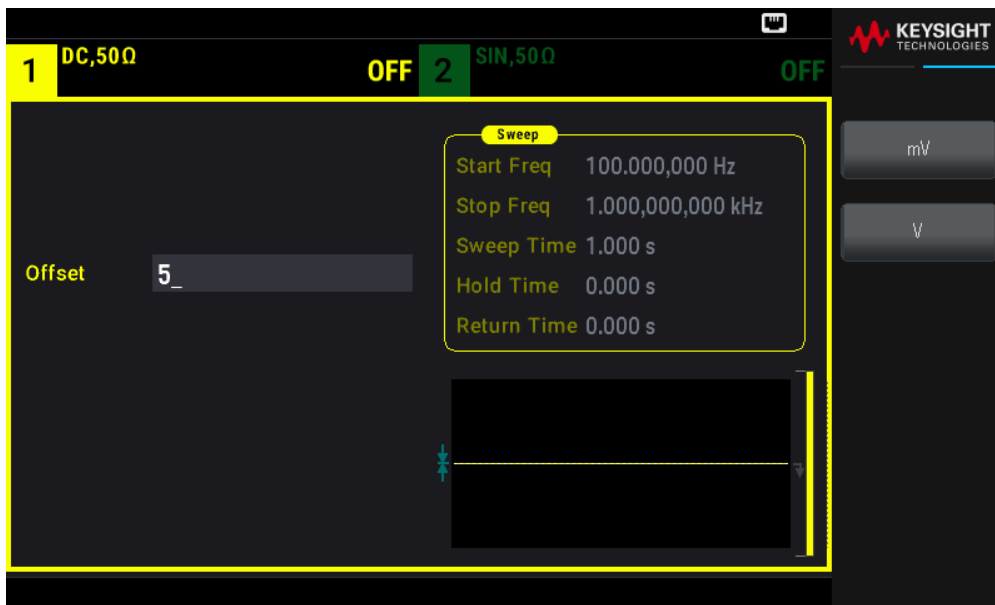 KEYSIGHT
TECHNOLOGIES
1 DC,50Ω OFF 2 SIN,50Ω OFF
Sweep
Start Freq 100.000,000 Hz
Stop Freq 1.000,000,000 kHz
Sweep Time 1.000 s
Hold Time 0.000 s
Return Time 0.000 s
Offset 5_
mV
V